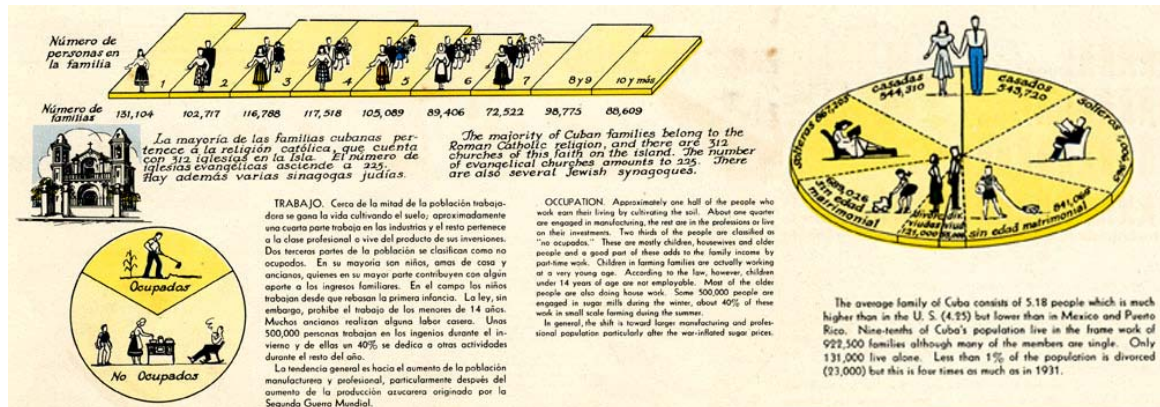 Número de
personas en
la familia
1 2 3 4 5 6 7 8 y 9 10 y más
Número de
familias
131,104 102,717 116,788 117,518 105,089 89,406 72,522 98,775 88,609
La mayoría de las familias cubanas per-
tenece a la religión católica, que cuenta
con 312 iglesias en la Isla. El número de
iglesias evangélicas asciende a 225.
Hay además varias sinagogas judías.
The majority of Cuban families belong to the
Roman Catholic religion, and there are 312
churches of this faith on the island. The number
of evangelical churches amounts to 225. There
are also several Jewish synagogues.
Ocupados
No Ocupados
TRABAJO. Cerca de la mitad de la población trabaja-
dora se gana la vida cultivando el suelo; aproximadamente
una cuarta parte trabaja en las industrias y el resto pertenece
a la clase profesional o vive del producto de sus inversiones.
Dos terceras partes de la población se clasifican como no
ocupados. En su mayoría son niños, amas de casa y
ancianos, quienes en su mayor parte contribuyen con algún
aporte a los ingresos familiares. En el campo los niños
trabajan desde que rebasan la primera infancia. La ley, sin
embargo, prohibe el trabajo de los menores de 14 años.
Muchos ancianos realizan alguna labor casera. Unas
500,000 personas trabajan en los ingenios durante el in-
vierno y de ellas un 40% se dedica a otras actividades
durante el resto del año.
La tendencia general es hacia el aumento de la población
manufacturera y profesional, particularmente después del
aumento de la producción azucarera originado por la
Segunda Guerra Mundial.
OCCUPATION. Approximately one half of the people who
work earn their living by cultivating the soil. About one quarter
are engaged in manufacturing, the rest are in the professions or live
on their investments. Two thirds of the people are classified as
"no ocupados." These are mostly children, housewives and older
people and a good part of these adds to the family income by
part-time work. Children in farming families are actually working
at a very young age. According to the law, however, children
under 14 years of age are not employable. Most of the older
people are also doing house work. Some 500,000 people are
engaged in sugar mills during the winter, about 40% of these
work in small scale farming during the summer.
In general, the shift is toward larger manufacturing and profes-
sional population particularly after the war-inflated sugar prices.
casadas
544,310
casados
543,720
solteras 667,205
solteros
sin edad
matrimonial
viudas
121,000
sin edad matrimonial
The average family of Cuba consists of 5.18 people which is much
higher than in the U. S. (4.25) but lower than in Mexico and Puerto
Rico. Nine-tenths of Cuba's population live in the frame work of
922,500 families although many of the members are single. Only
131,000 live alone. Less than 1% of the population is divorced
(23,000) but this is four times as much as in 1931.